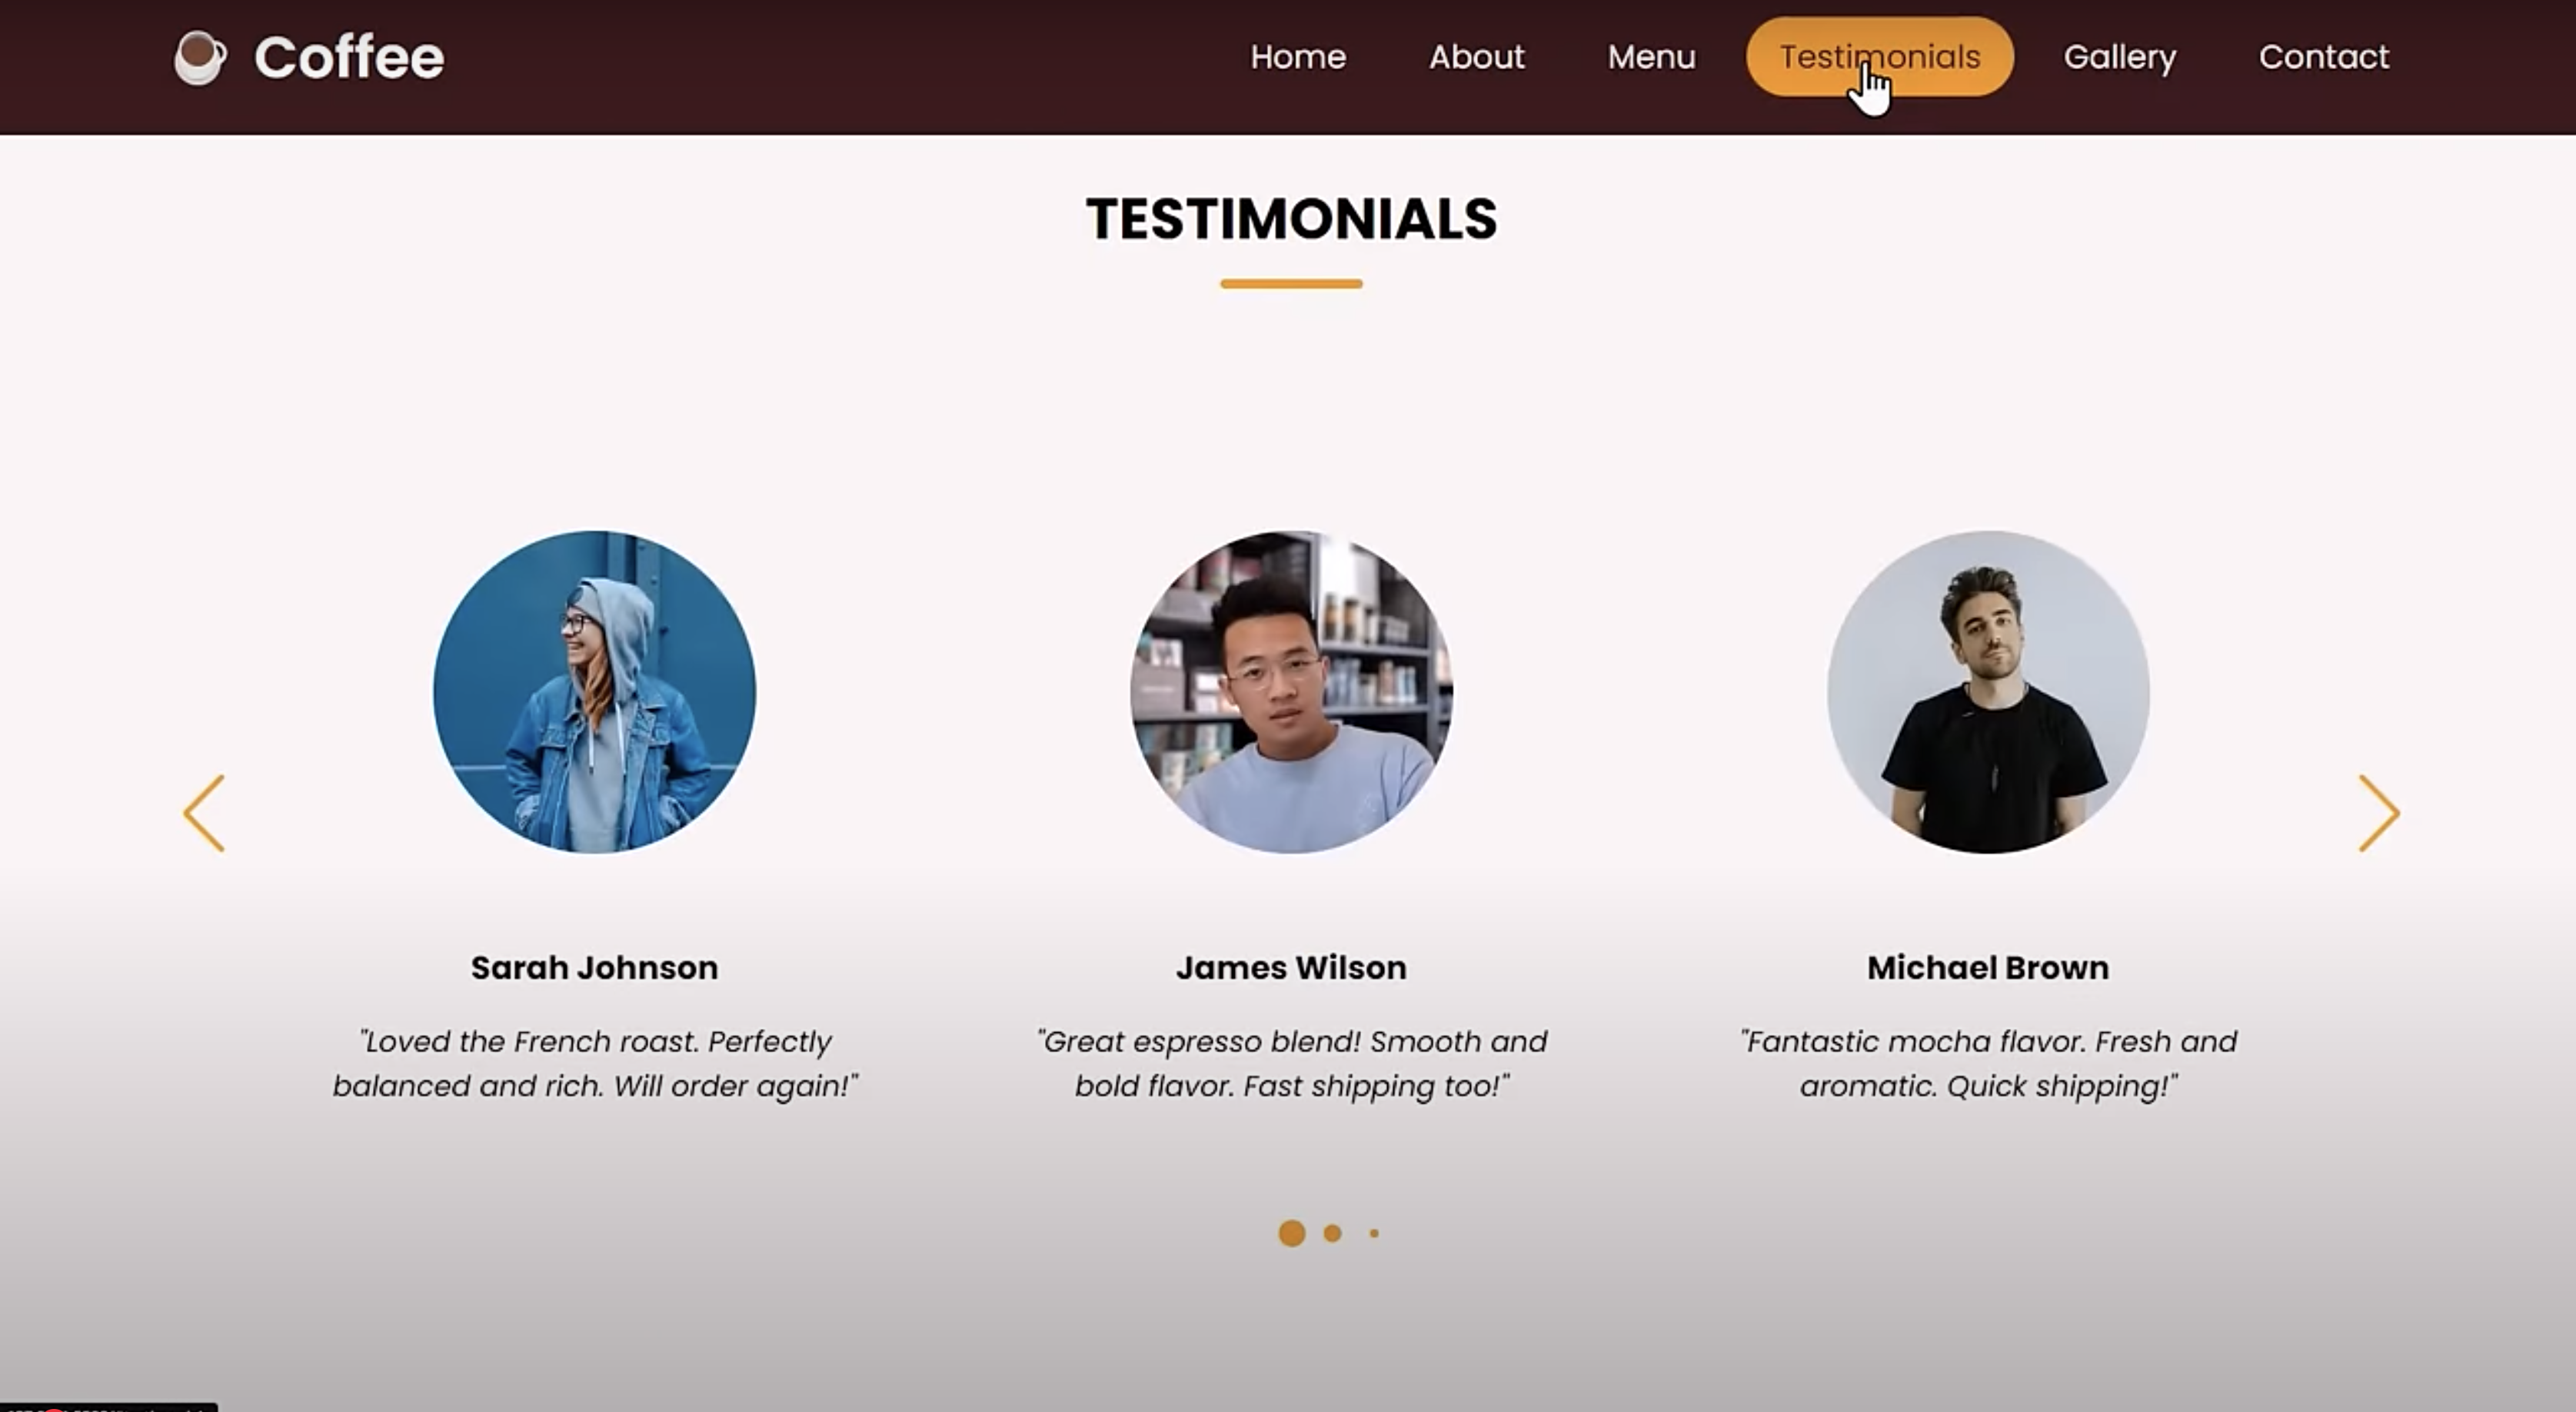 Coffee
Home About Menu Testimonials Gallery Contact
TESTIMONIALS
Sarah Johnson
"Loved the French roast. Perfectly
balanced and rich. Will order again!"
James Wilson
"Great espresso blend! Smooth and
bold flavor. Fast shipping too!"
Michael Brown
"Fantastic mocha flavor. Fresh and
aromatic. Quick shipping!"